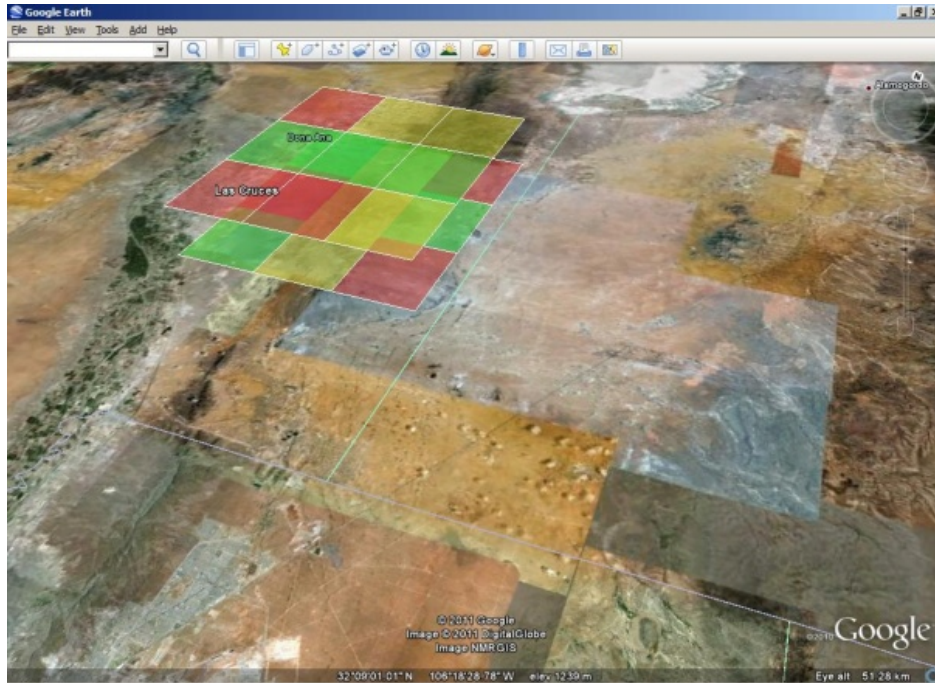 Google Earth
File Edit View Tools Add Help
Alamogordo
Dona Ana
Las Cruces
©2011 Google
Image © 2011 DigitalGlobe
Image NMRGIS
©2010 Google
32°09'01.01" N 106°18'28.78" W elev 1239 m
Eye alt 51.28 km